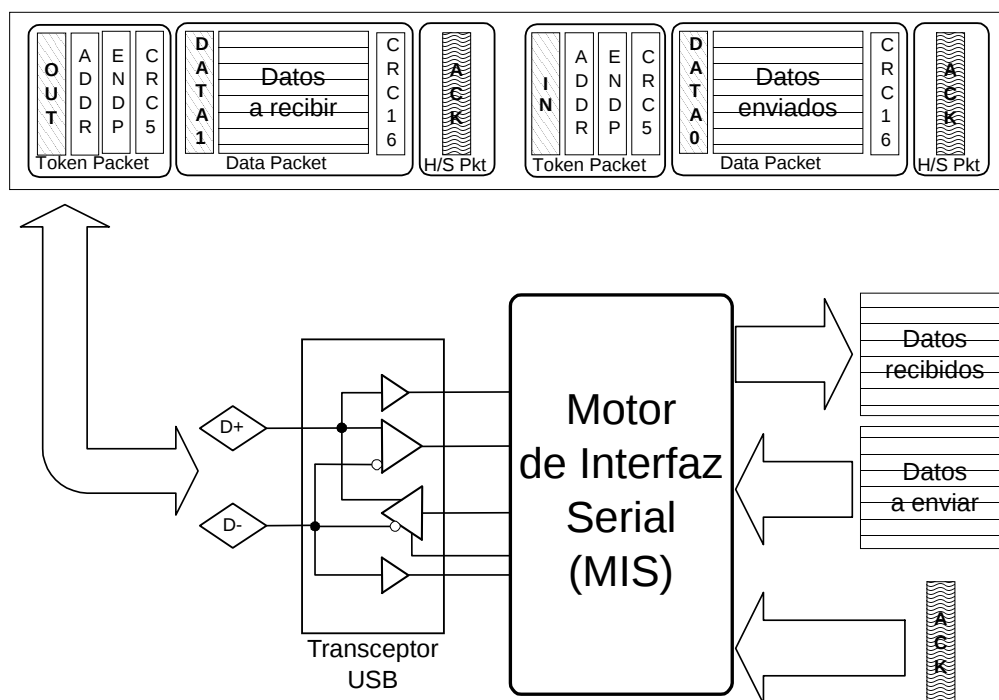 OUT
ADDR
ENDP
CRC5
Token Packet
DATA1
Datos
a recibir
CRC16
Data Packet
ACK
H/S Pkt
IN
ADDR
ENDP
CRC5
Token Packet
DATA0
Datos
enviados
CRC16
Data Packet
ACK
H/S Pkt
D+
D-
Transceptor
USB
Motor
de Interfaz
Serial
(MIS)
Datos
recibidos
Datos
a enviar
ACK